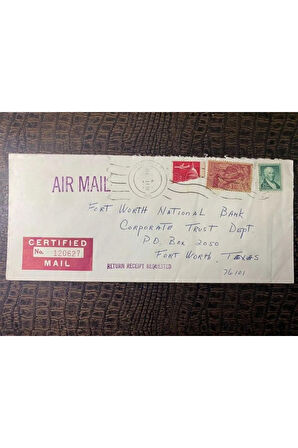 AIR MAIL
FORT WORTH NATIONAL BANK
CORPORATE TRUST DEPT.
P.O. BOX 2050
FORT WORTH, TEXAS
76101
CERTIFIED
No. 120627
MAIL
RETURN RECEIPT REQUESTED